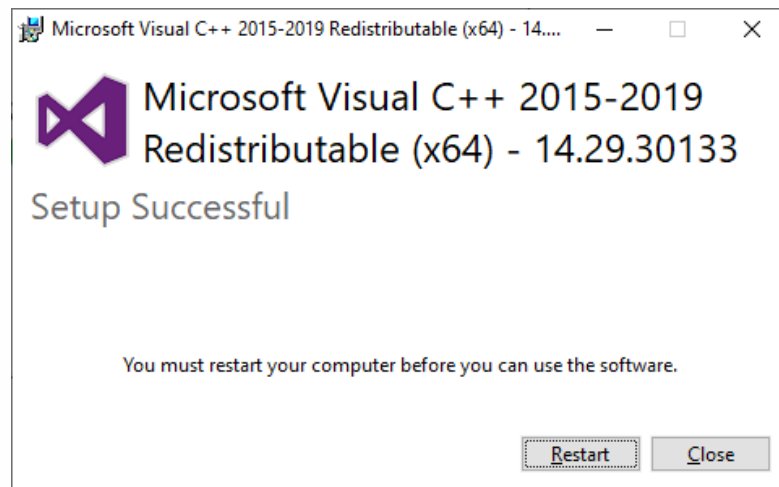 Microsoft Visual C++ 2015-2019 Redistributable (x64) - 14....
Microsoft Visual C++ 2015-2019
Redistributable (x64) - 14.29.30133
Setup Successful
You must restart your computer before you can use the software.
Restart Close